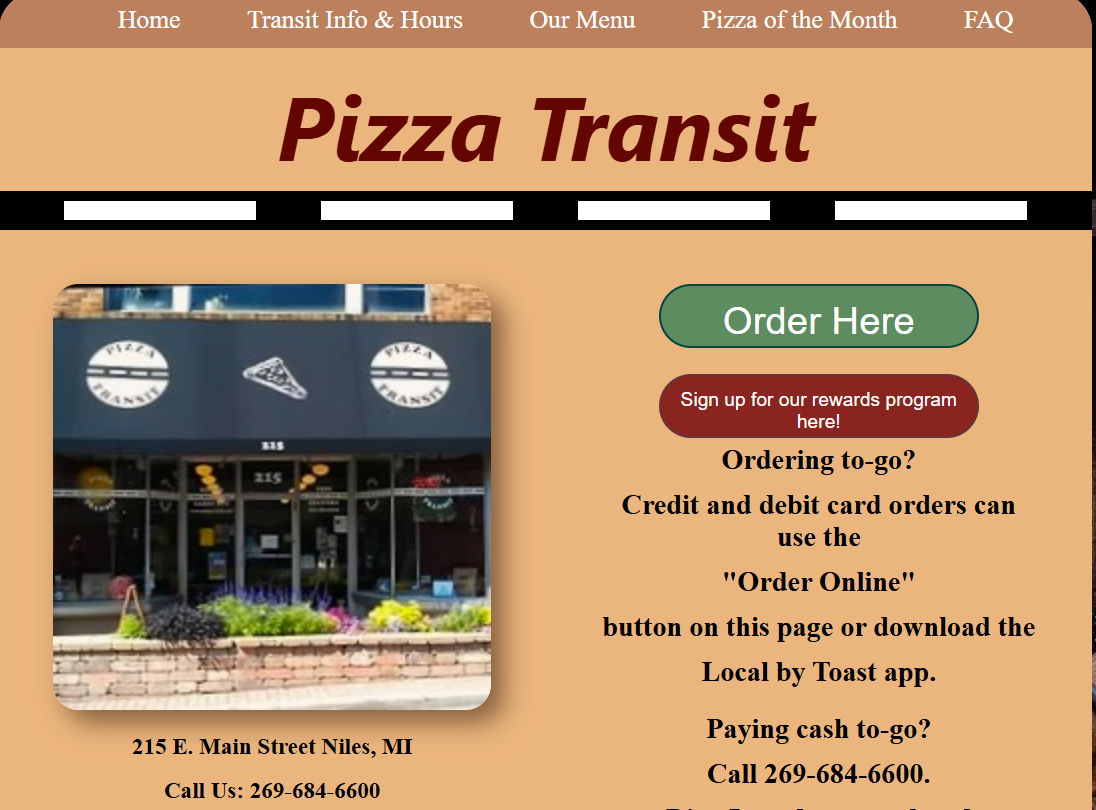 Home Transit Info & Hours Our Menu Pizza of the Month FAQ
Pizza Transit
PIZZA
TRANSIT
PIZZA
TRANSIT
215
215
215 E. Main Street Niles, MI
Call Us: 269-684-6600
Order Here
Sign up for our rewards program
here!
Ordering to-go?
Credit and debit card orders can
use the
"Order Online"
button on this page or download the
Local by Toast app.
Paying cash to-go?
Call 269-684-6600.